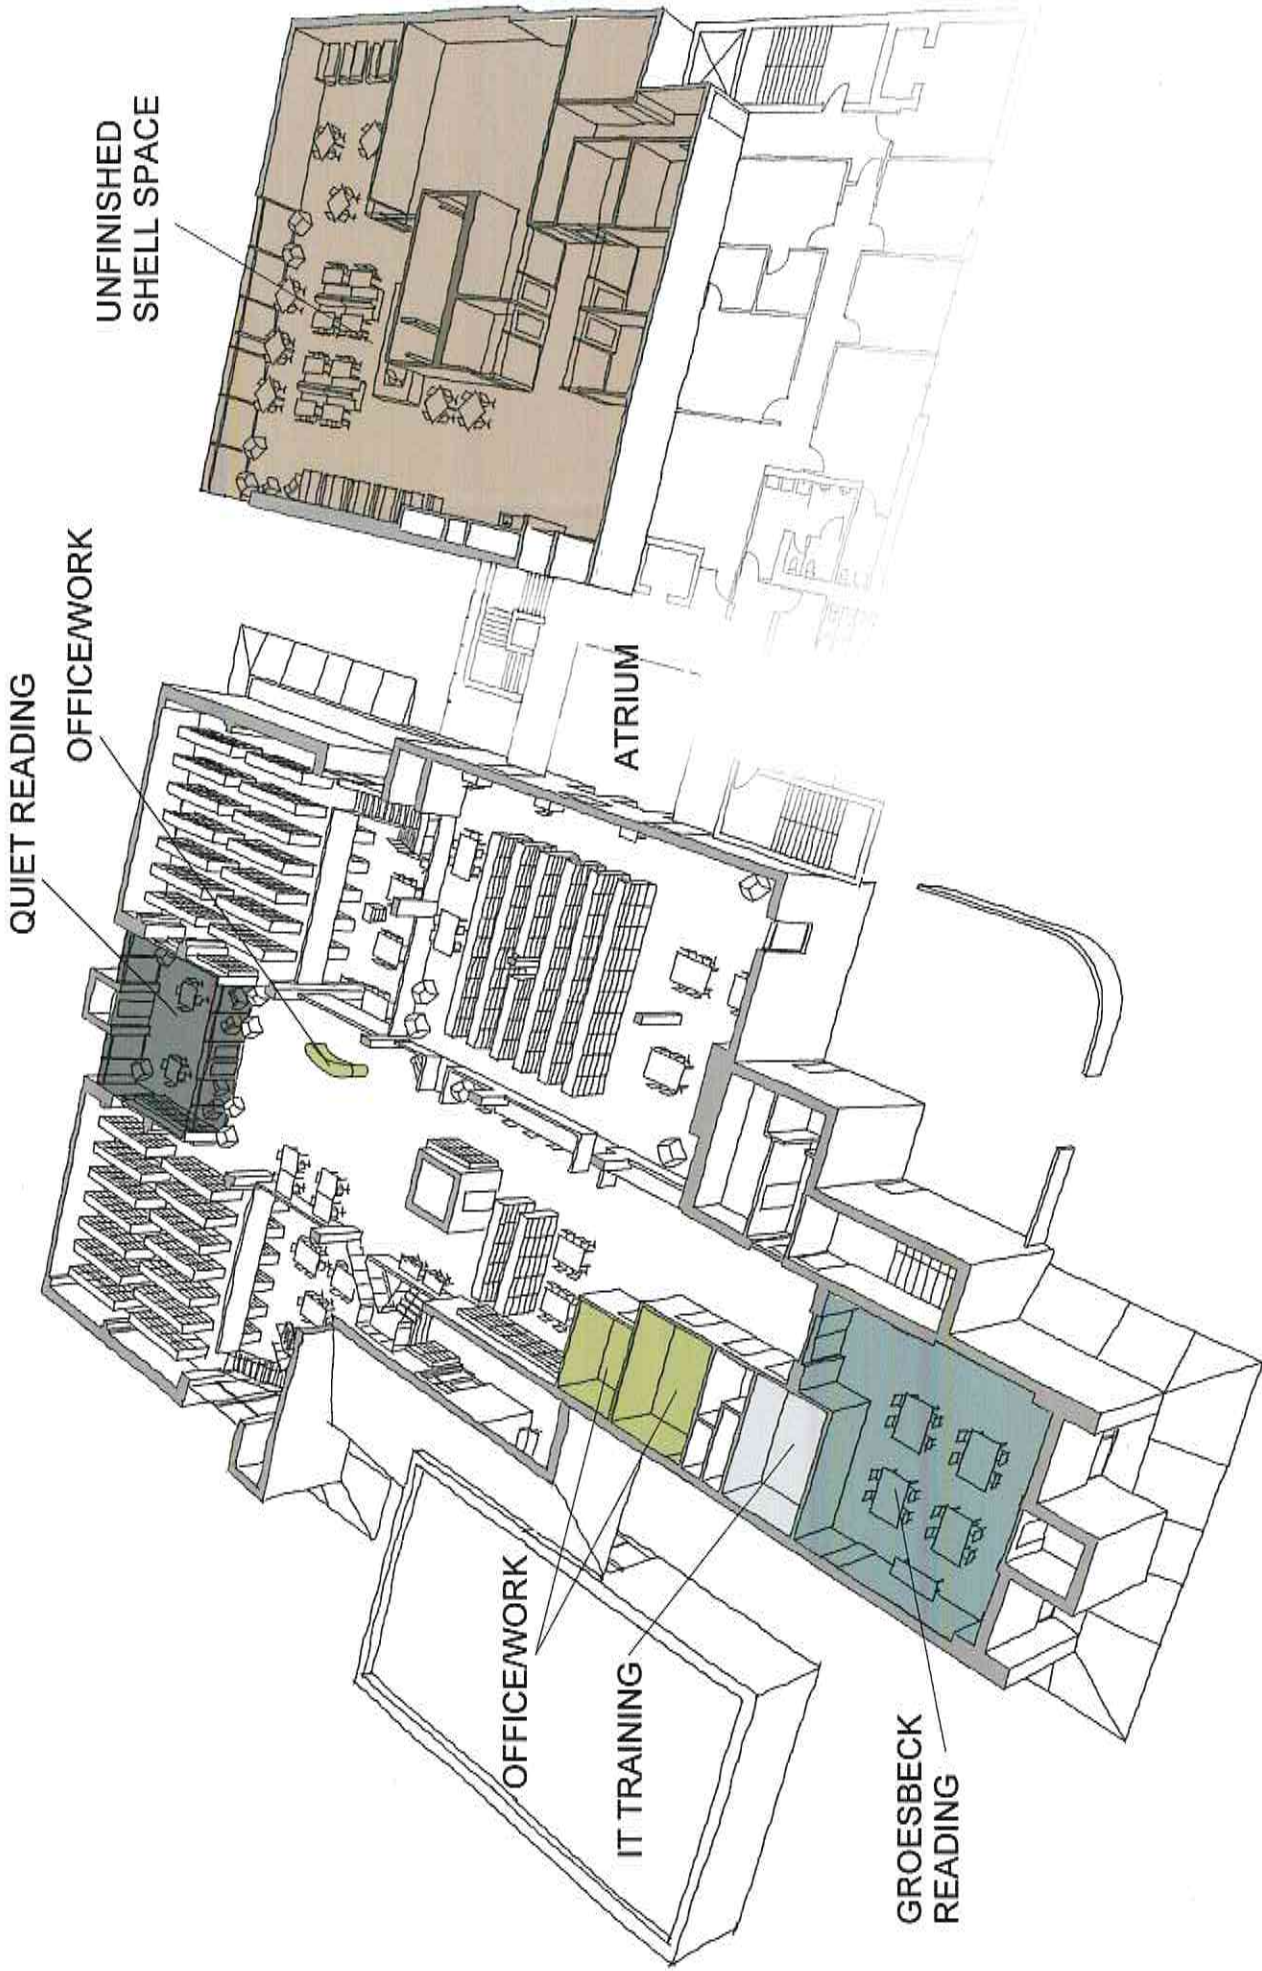 QUIET READING
OFFICE/WORK
UNFINISHED
SHELL SPACE
ATRIUM
OFFICE/WORK
IT TRAINING
GROESBECK
READING